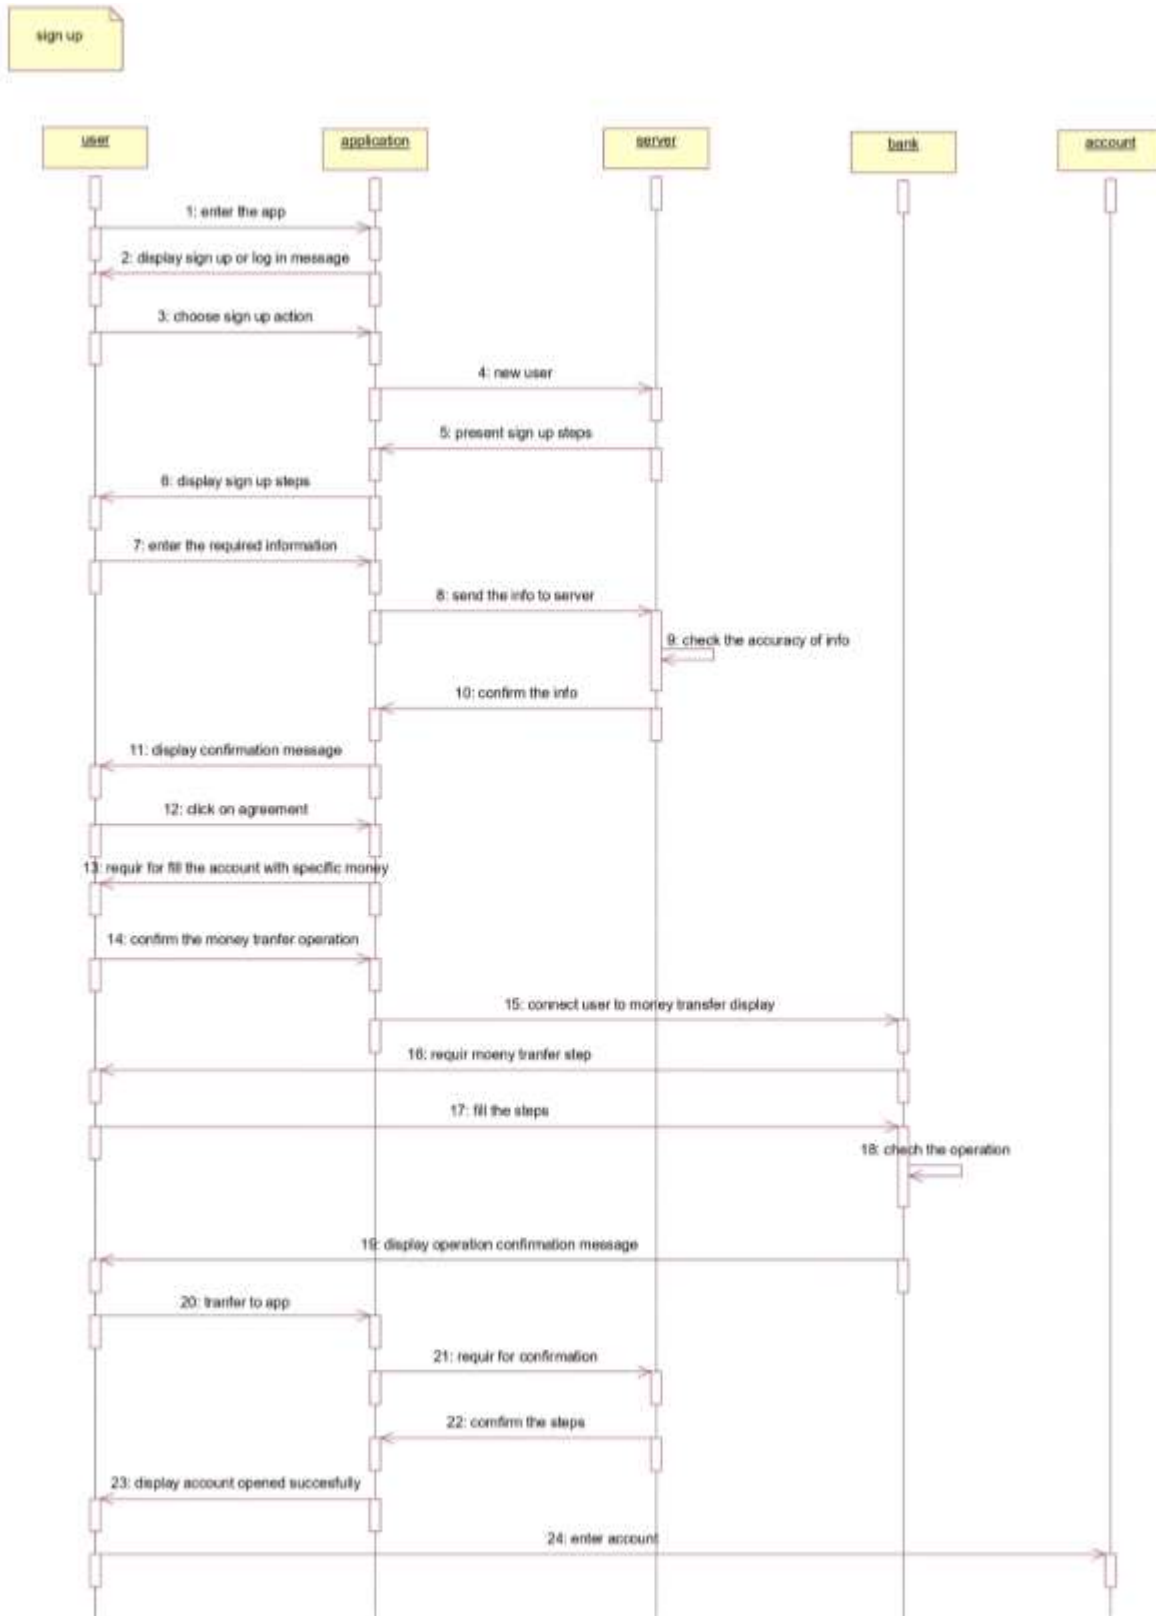 sign up
user
application
server
bank
account
1: enter the app
2: display sign up or log in message
3: choose sign up action
4: new user
5: present sign up steps
6: display sign up steps
7: enter the required information
8: send the info to server
9: check the accuracy of info
10: confirm the info
11: display confirmation message
12: click on agreement
13: requir for fill the account with specific money
14: confirm the money tranfer operation
15: connect user to money transfer display
16: requir moeny tranfer step
17: fill the steps
18: chech the operation
19: display operation confirmation message
20: tranfer to app
21: requir for confirmation
22: comfirm the steps
23: display account opened succesfully
24: enter account